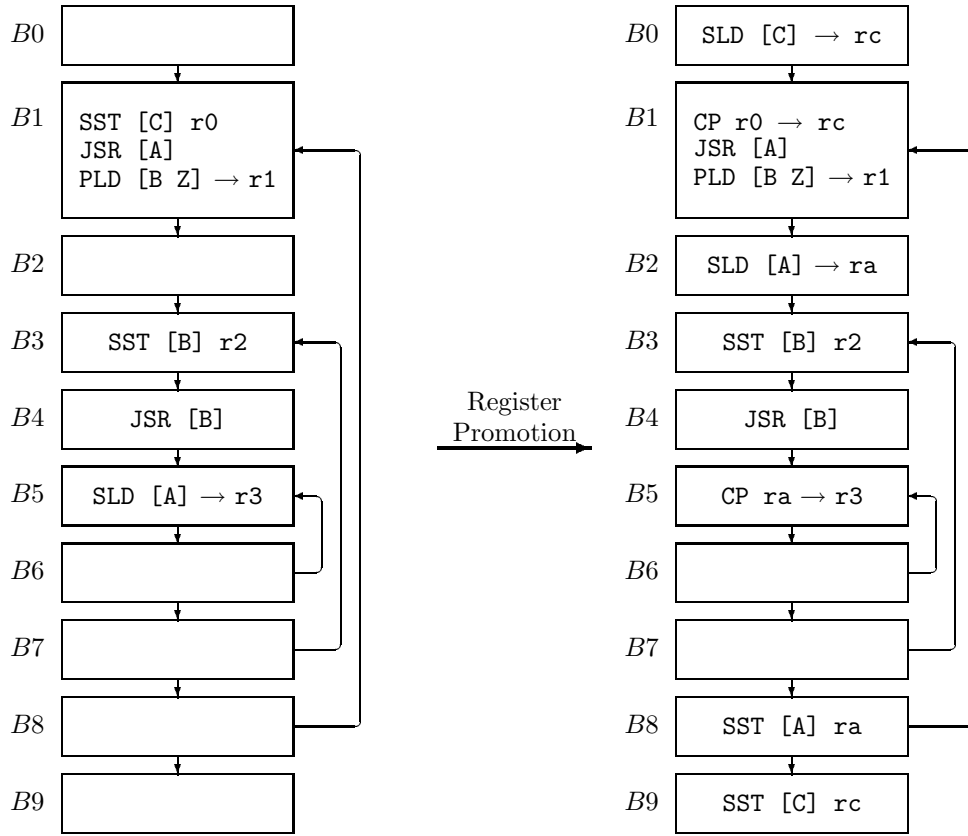 B0
B1
SST [C] r0
JSR [A]
PLD [B Z] → r1
B2
B3
SST [B] r2
B4
JSR [B]
B5
SLD [A] → r3
B6
B7
B8
B9
Register
Promotion
B0
SLD [C] → rc
B1
CP r0 → rc
JSR [A]
PLD [B Z] → r1
B2
SLD [A] → ra
B3
SST [B] r2
B4
JSR [B]
B5
CP ra → r3
B6
B7
B8
SST [A] ra
B9
SST [C] rc